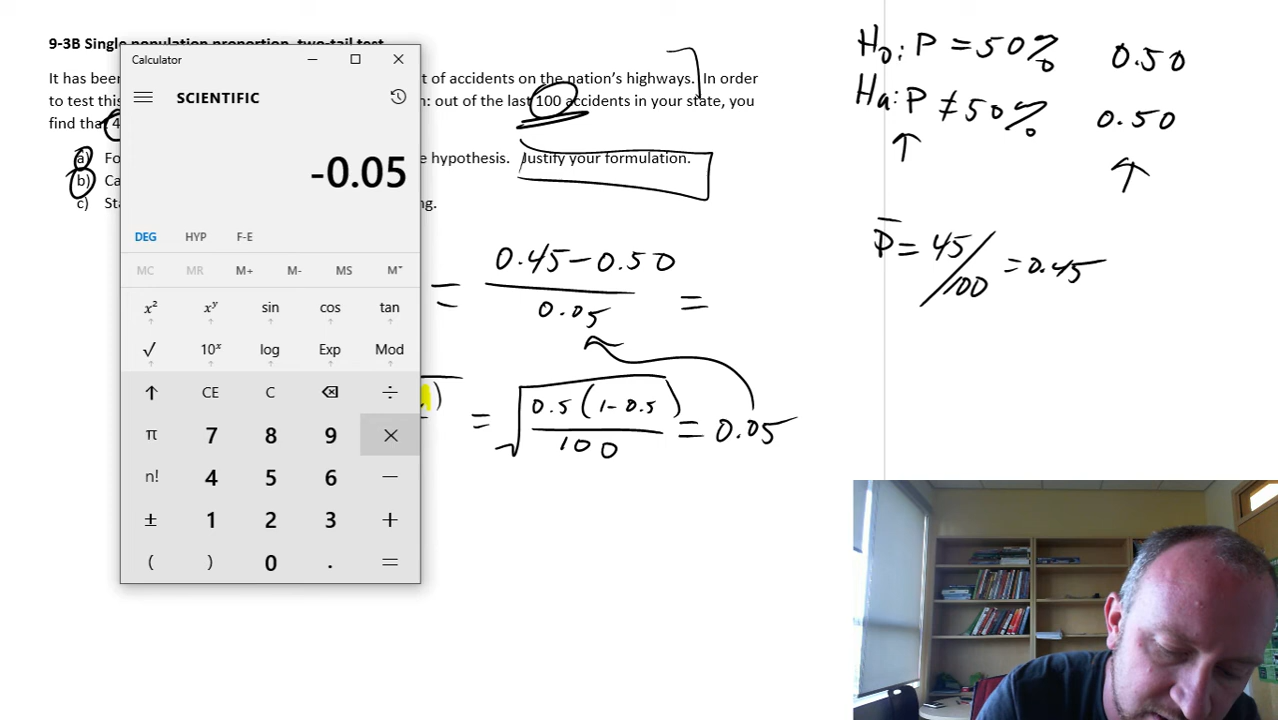 9-3B Single population proportion, two-tail test
It has been
t of accidents on the nation's highways. In order
to test this
n: out of the last 100 accidents in your state, you
find that 4
a) Fo
e hypothesis. Justify your formulation.
b) Ca
c) Sta
ng.
Calculator
SCIENTIFIC
-0.05
DEG HYP F-E
MC MR M+ M- MS M˅
x² xʸ sin cos tan
√ 10ˣ log Exp Mod
↑ CE C ⌫ ÷
π 7 8 9 ×
n! 4 5 6 −
± 1 2 3 +
( ) 0 . =
= 0.45 − 0.50 / 0.05 =
) = √ 0.5 (1 − 0.5) / 100 = 0.05
H₀: P = 50% 0.50
Ha: P ≠ 50% 0.50
P̅ = 45/100 = 0.45